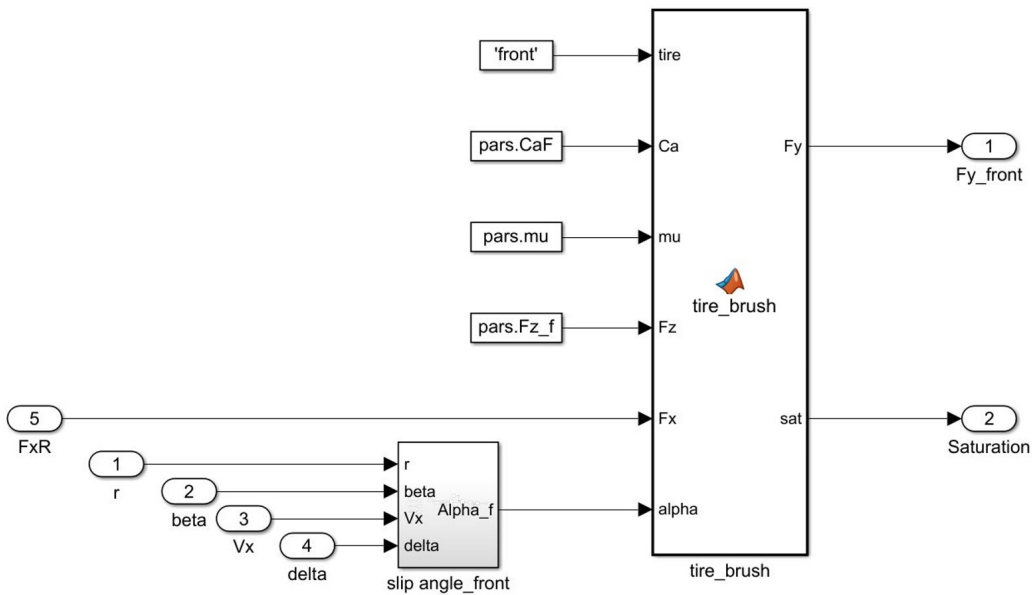 'front'
tire
pars.CaF
Ca
Fy
1
Fy_front
pars.mu
mu
tire_brush
pars.Fz_f
Fz
5
FxR
Fx
sat
2
Saturation
1
r
r
2
beta
beta
3
Vx
Vx
4
delta
delta
Alpha_f
slip angle_front
alpha
tire_brush